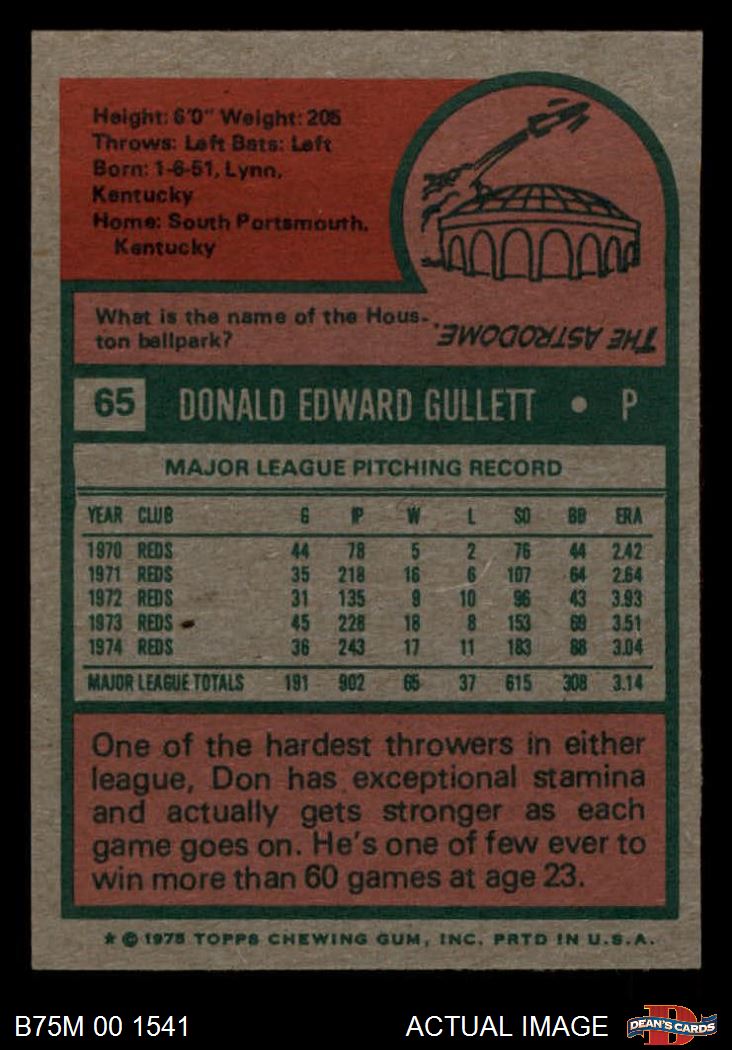 Height: 6'0" Weight: 205
Throws: Left Bats: Left
Born: 1-6-51, Lynn,
Kentucky
Home: South Portsmouth,
Kentucky
What is the name of the Hous-
ton ballpark?
THE ASTRODOME.
65 DONALD EDWARD GULLETT • P
MAJOR LEAGUE PITCHING RECORD
YEAR CLUB G IP W L SO BB ERA
1970 REDS 44 78 5 2 76 44 2.42
1971 REDS 35 218 16 6 107 64 2.64
1972 REDS 31 135 9 10 96 43 3.93
1973 REDS 45 228 18 8 153 69 3.51
1974 REDS 36 243 17 11 183 88 3.04
MAJOR LEAGUE TOTALS 191 902 65 37 615 308 3.14
One of the hardest throwers in either
league, Don has exceptional stamina
and actually gets stronger as each
game goes on. He's one of few ever to
win more than 60 games at age 23.
* © 1975 TOPPS CHEWING GUM, INC. PRTD IN U.S.A.
B75M 00 1541 ACTUAL IMAGE D DEAN'S CARDS